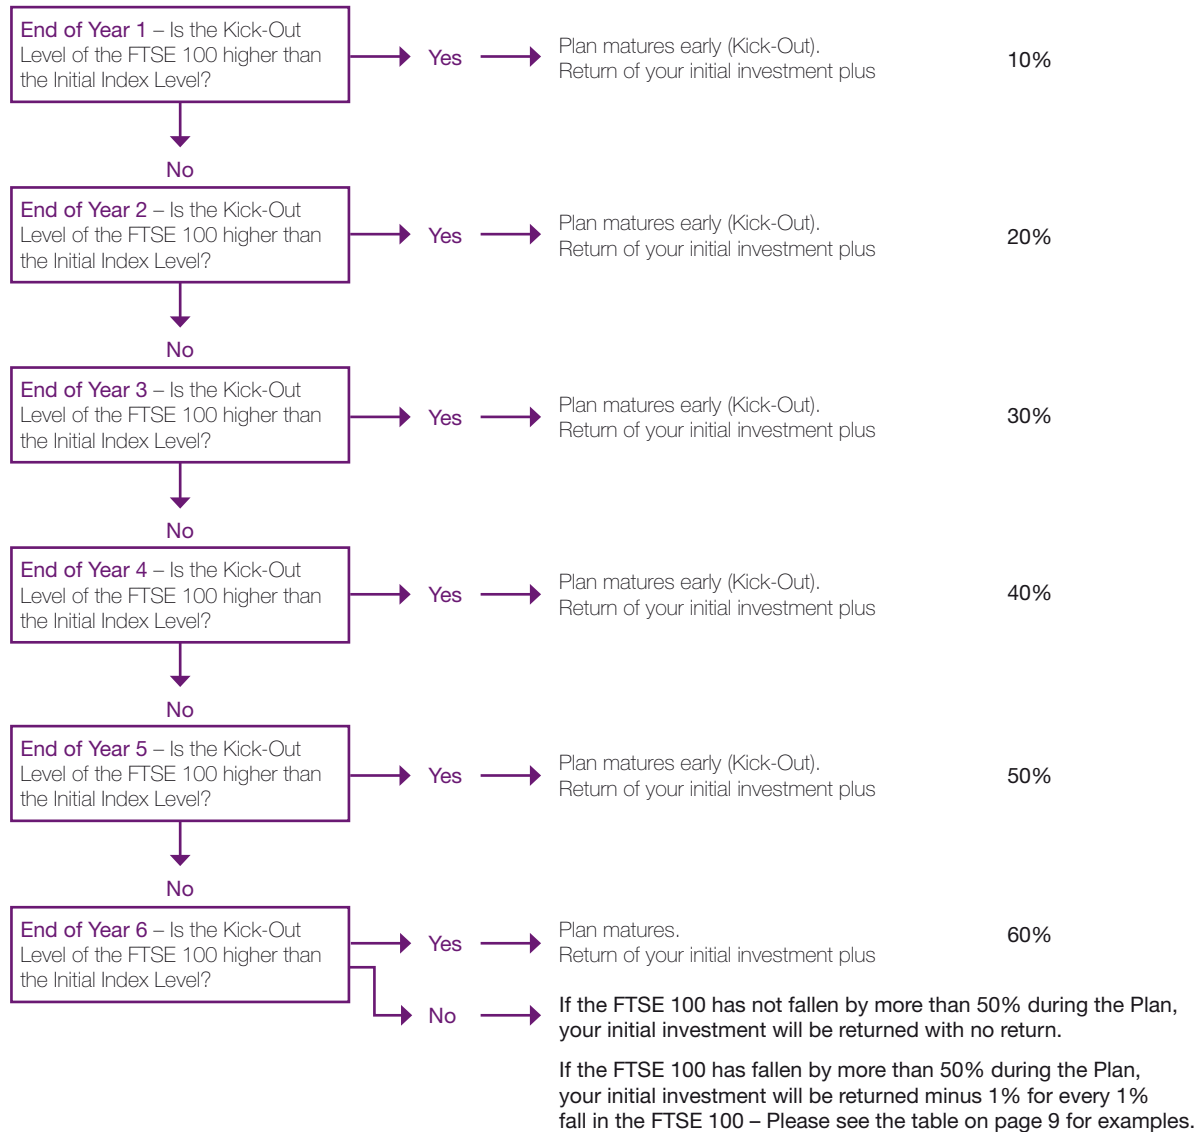 End of Year 1 – Is the Kick-Out
Level of the FTSE 100 higher than
the Initial Index Level?
Yes
Plan matures early (Kick-Out).
Return of your initial investment plus
10%
No
End of Year 2 – Is the Kick-Out
Level of the FTSE 100 higher than
the Initial Index Level?
Yes
Plan matures early (Kick-Out).
Return of your initial investment plus
20%
No
End of Year 3 – Is the Kick-Out
Level of the FTSE 100 higher than
the Initial Index Level?
Yes
Plan matures early (Kick-Out).
Return of your initial investment plus
30%
No
End of Year 4 – Is the Kick-Out
Level of the FTSE 100 higher than
the Initial Index Level?
Yes
Plan matures early (Kick-Out).
Return of your initial investment plus
40%
No
End of Year 5 – Is the Kick-Out
Level of the FTSE 100 higher than
the Initial Index Level?
Yes
Plan matures early (Kick-Out).
Return of your initial investment plus
50%
No
End of Year 6 – Is the Kick-Out
Level of the FTSE 100 higher than
the Initial Index Level?
Yes
Plan matures.
Return of your initial investment plus
60%
No
If the FTSE 100 has not fallen by more than 50% during the Plan,
your initial investment will be returned with no return.
If the FTSE 100 has fallen by more than 50% during the Plan,
your initial investment will be returned minus 1% for every 1%
fall in the FTSE 100 – Please see the table on page 9 for examples.